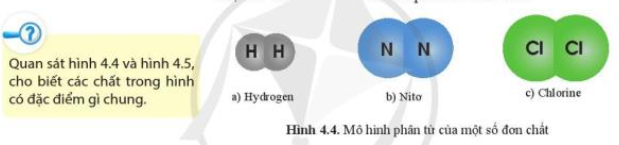 ?
Quan sát hình 4.4 và hình 4.5,
cho biết các chất trong hình
có đặc điểm gì chung.
H H
N N
Cl Cl
a) Hydrogen
b) Nitơ
c) Chlorine
Hình 4.4. Mô hình phân tử của một số đơn chất